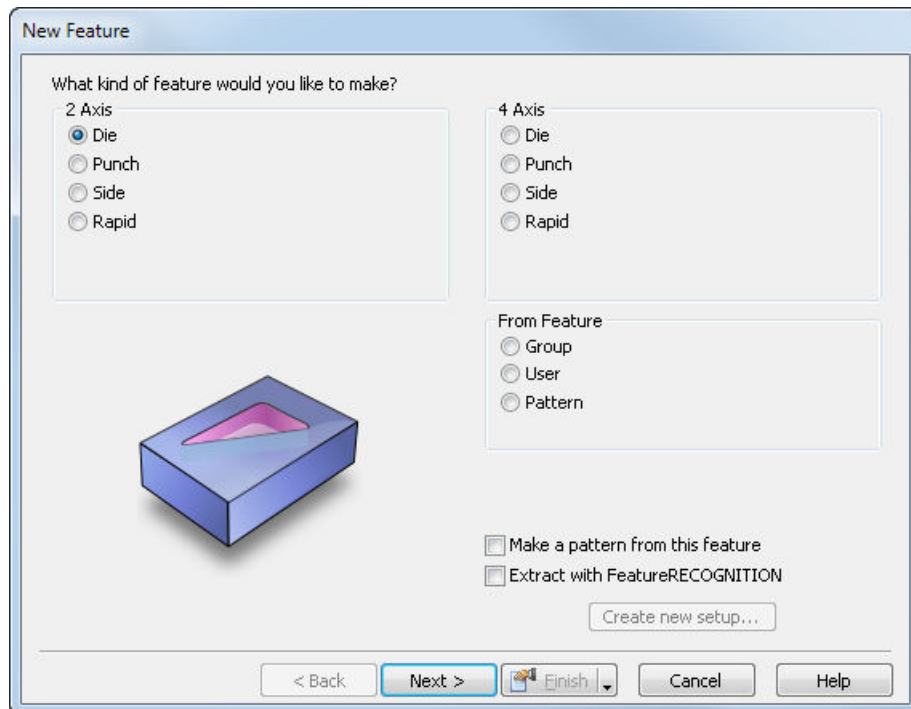 New Feature
What kind of feature would you like to make?
2 Axis
Die
Punch
Side
Rapid
4 Axis
Die
Punch
Side
Rapid
From Feature
Group
User
Pattern
Make a pattern from this feature
Extract with FeatureRECOGNITION
Create new setup...
< Back
Next >
Finish
Cancel
Help